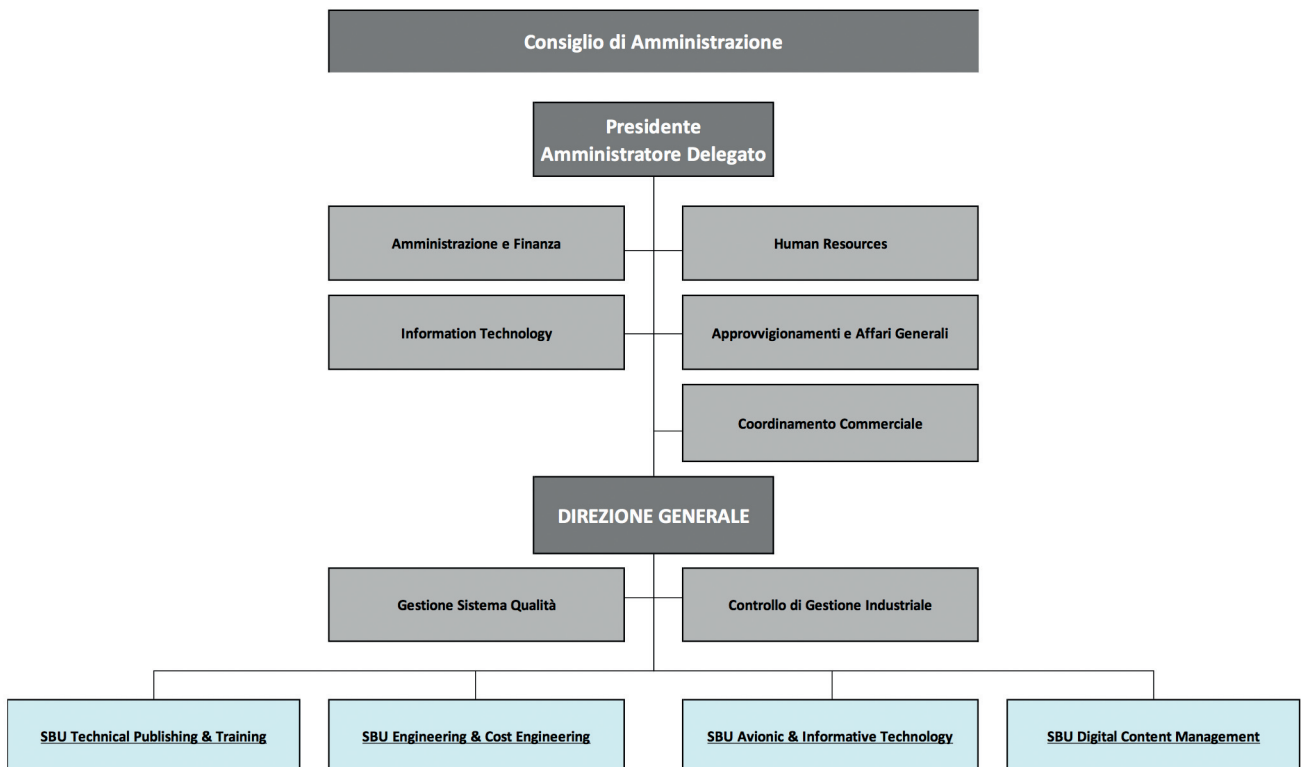 Consiglio di Amministrazione
Presidente
Amministratore Delegato
Amministrazione e Finanza
Human Resources
Information Technology
Approvvigionamenti e Affari Generali
Coordinamento Commerciale
DIREZIONE GENERALE
Gestione Sistema Qualità
Controllo di Gestione Industriale
SBU Technical Publishing & Training
SBU Engineering & Cost Engineering
SBU Avionic & Informative Technology
SBU Digital Content Management